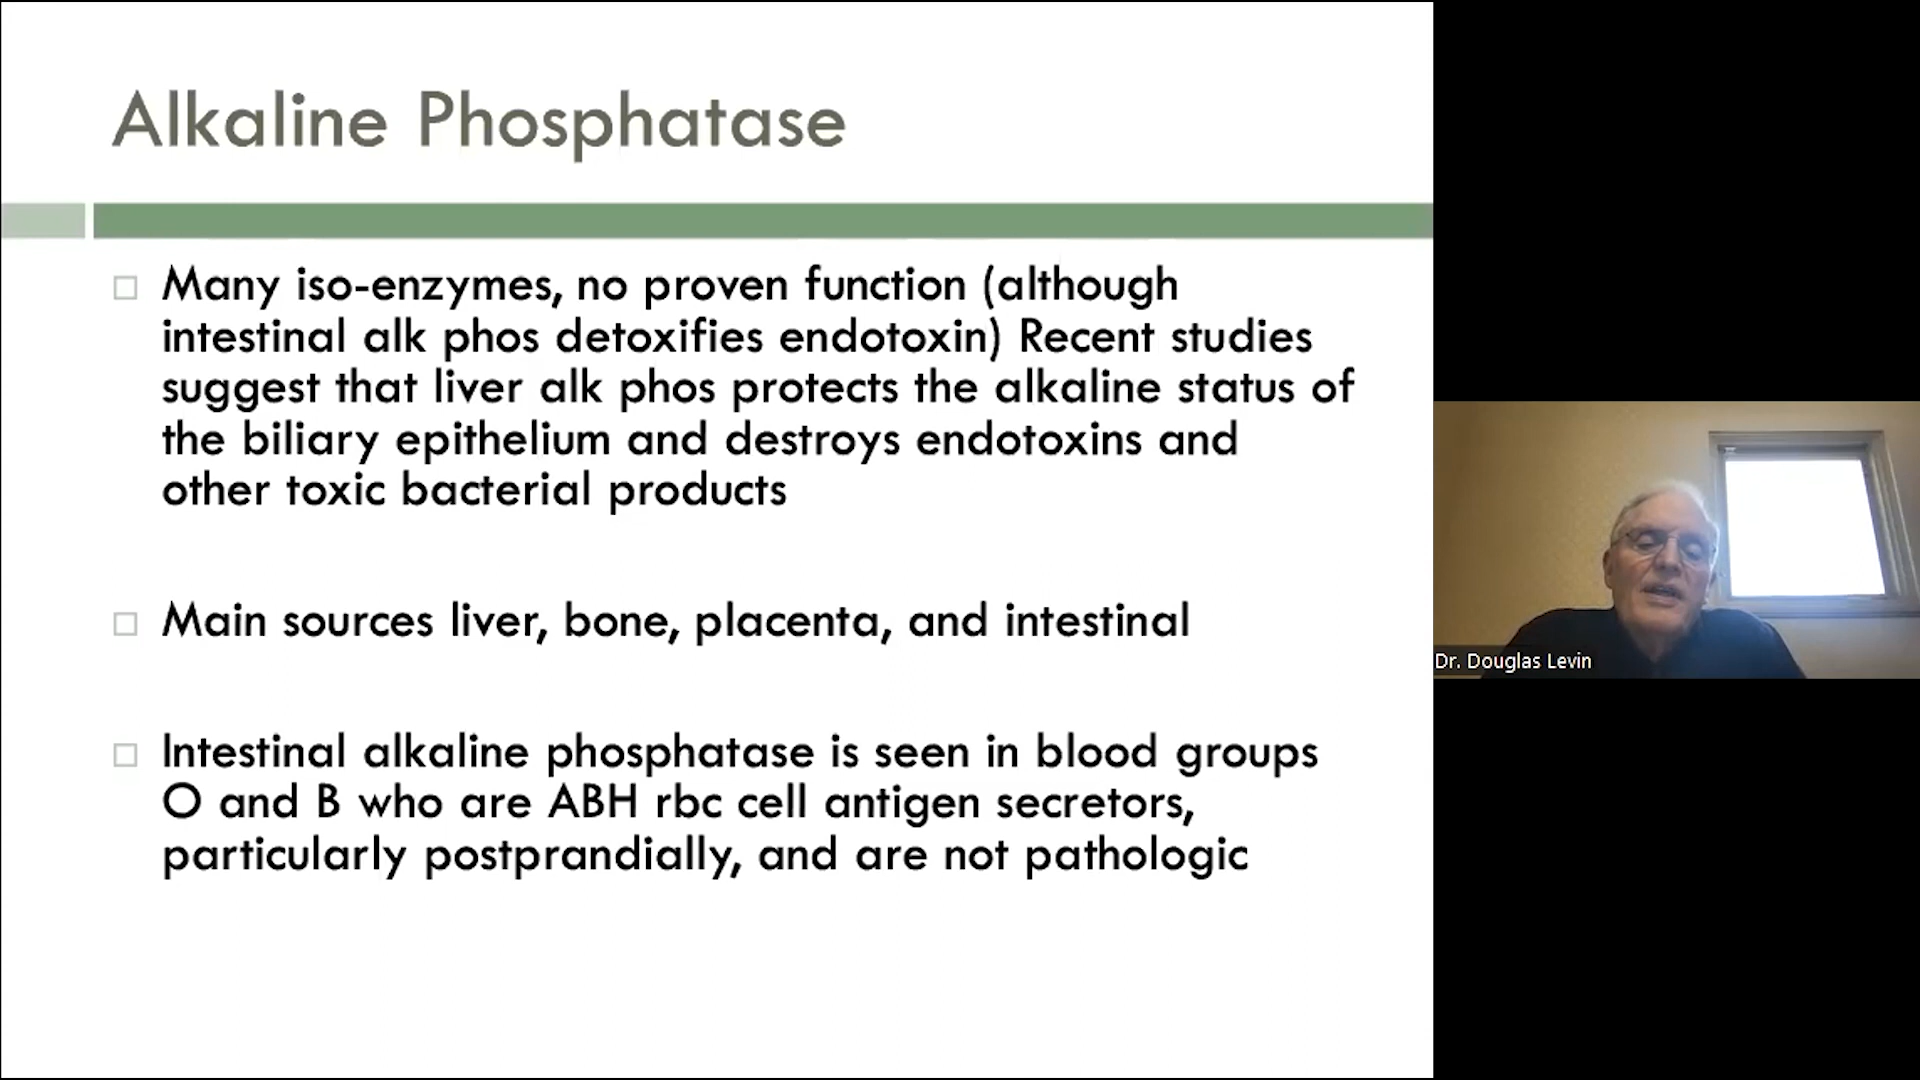 Alkaline Phosphatase
Many iso-enzymes, no proven function (although
intestinal alk phos detoxifies endotoxin) Recent studies
suggest that liver alk phos protects the alkaline status of
the biliary epithelium and destroys endotoxins and
other toxic bacterial products
Main sources liver, bone, placenta, and intestinal
Intestinal alkaline phosphatase is seen in blood groups
O and B who are ABH rbc cell antigen secretors,
particularly postprandially, and are not pathologic
Dr. Douglas Levin